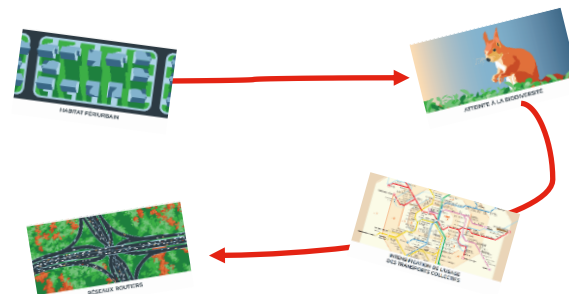 HABITAT PÉRIURBAIN
ATTEINTE À LA BIODIVERSITÉ
INTENSIFICATION DE L'USAGE
DES TRANSPORTS COLLECTIFS
RÉSEAUX ROUTIERS